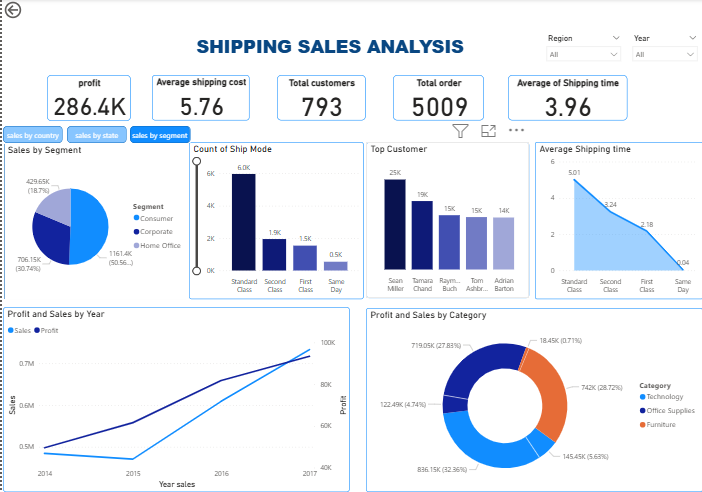 SHIPPING SALES ANALYSIS
Region
All
Year
All
profit
286.4K
Average shipping cost
5.76
Total customers
793
Total order
5009
Average of Shipping time
3.96
sales by country
sales by state
sales by segment
Sales by Segment
429.65K
(18.7%)
706.15K
(30.74%)
1161.4K
(50.56...)
Segment
Consumer
Corporate
Home Office
Count of Ship Mode
6K
4K
2K
0K
6.0K
1.9K
1.5K
0.5K
Standard
Class
Second
Class
First
Class
Same
Day
Top Customer
25K
19K
15K
15K
14K
Sean
Miller
Tamara
Chand
Raym...
Buch
Tom
Ashbr...
Adrian
Barton
Average Shipping time
6
4
2
0
5.01
3.24
2.18
0.04
Standard
Class
Second
Class
First
Class
Same
Day
Profit and Sales by Year
Sales
Profit
0.7M
0.6M
0.5M
Sales
100K
80K
60K
40K
Profit
2014
2015
2016
2017
Year sales
Profit and Sales by Category
18.45K (0.71%)
742K (28.72%)
145.45K (5.63%)
836.15K (32.36%)
122.49K (4.74%)
719.05K (27.83%)
Category
Technology
Office Supplies
Furniture